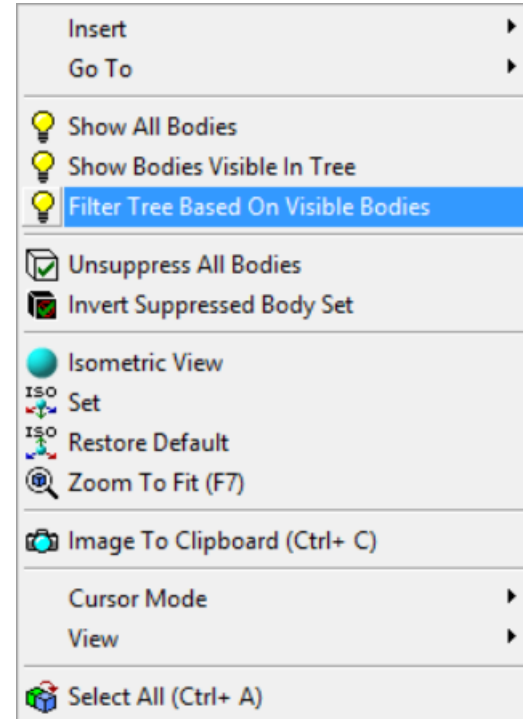 Insert
Go To
Show All Bodies
Show Bodies Visible In Tree
Filter Tree Based On Visible Bodies
Unsuppress All Bodies
Invert Suppressed Body Set
Isometric View
ISO
Set
ISO
Restore Default
Zoom To Fit (F7)
Image To Clipboard (Ctrl+ C)
Cursor Mode
View
Select All (Ctrl+ A)